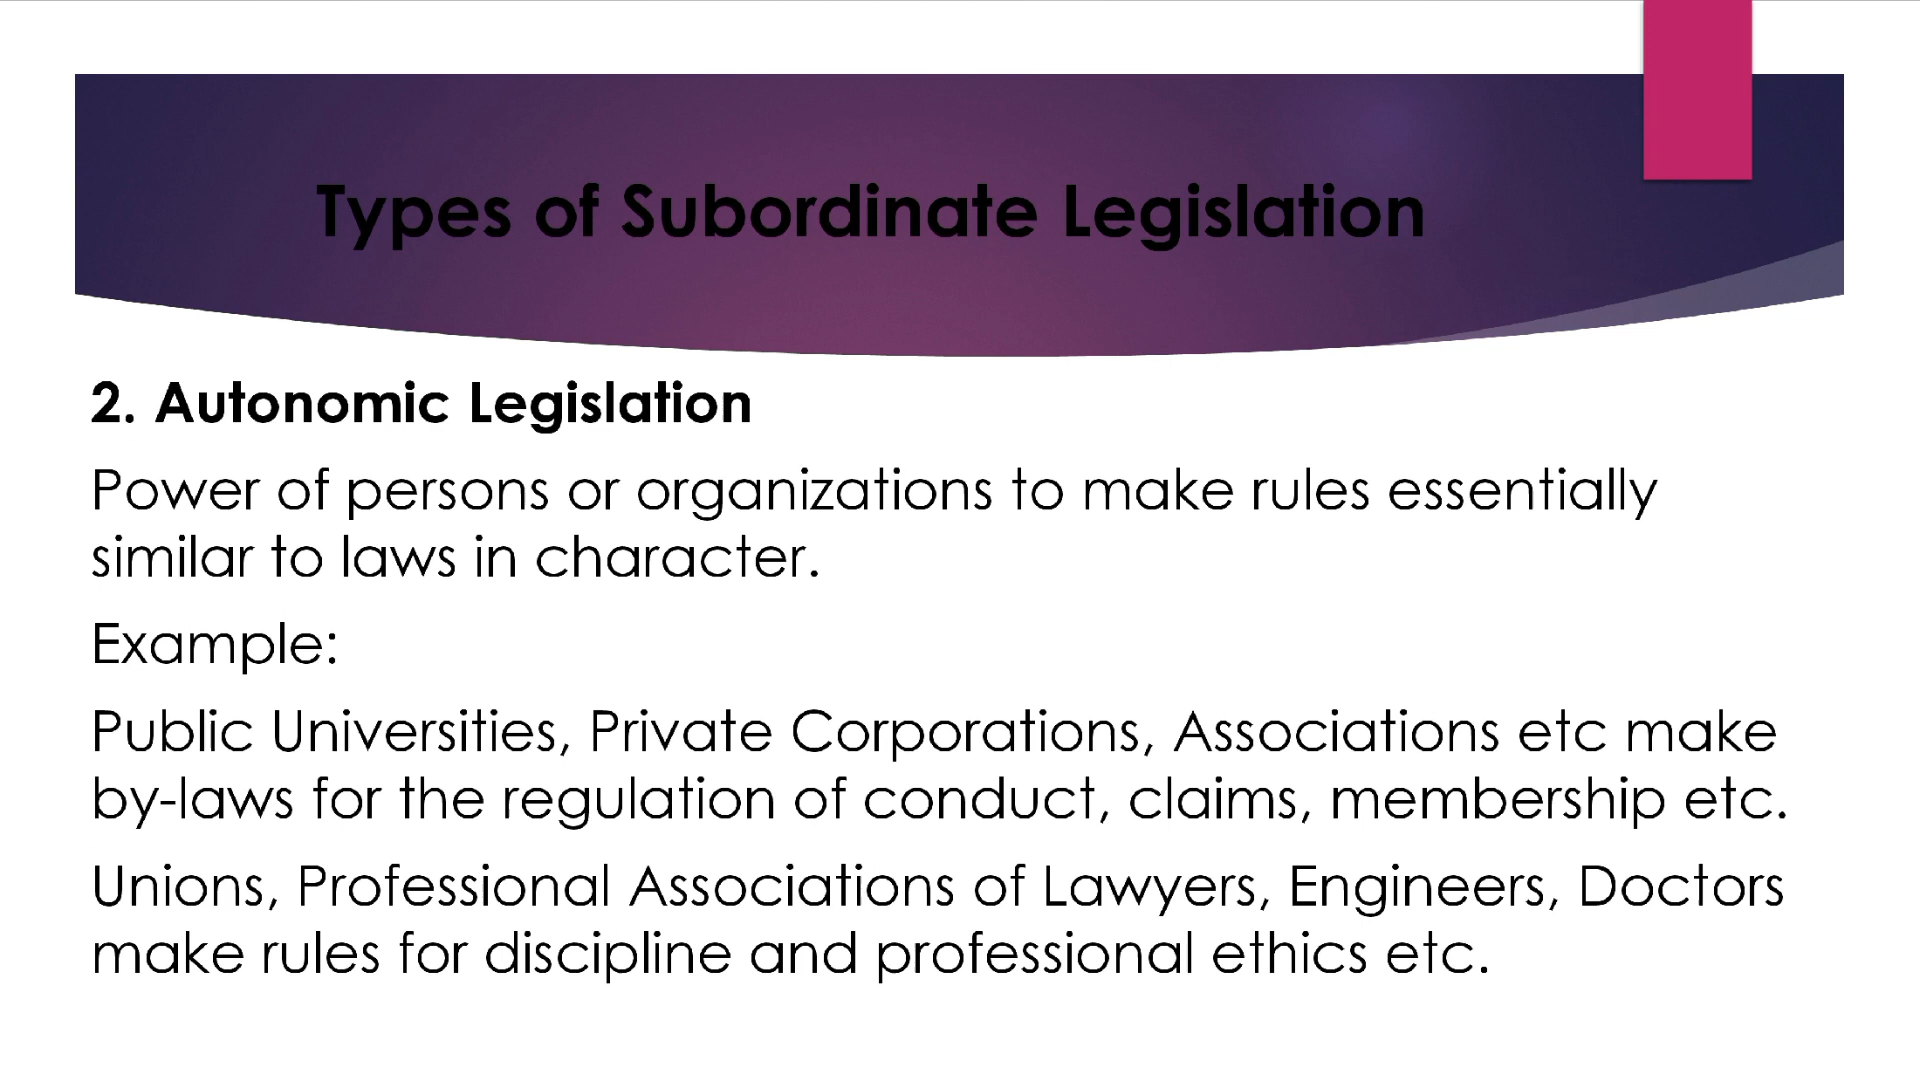 Types of Subordinate Legislation
2. Autonomic Legislation
Power of persons or organizations to make rules essentially
similar to laws in character.
Example:
Public Universities, Private Corporations, Associations etc make
by-laws for the regulation of conduct, claims, membership etc.
Unions, Professional Associations of Lawyers, Engineers, Doctors
make rules for discipline and professional ethics etc.